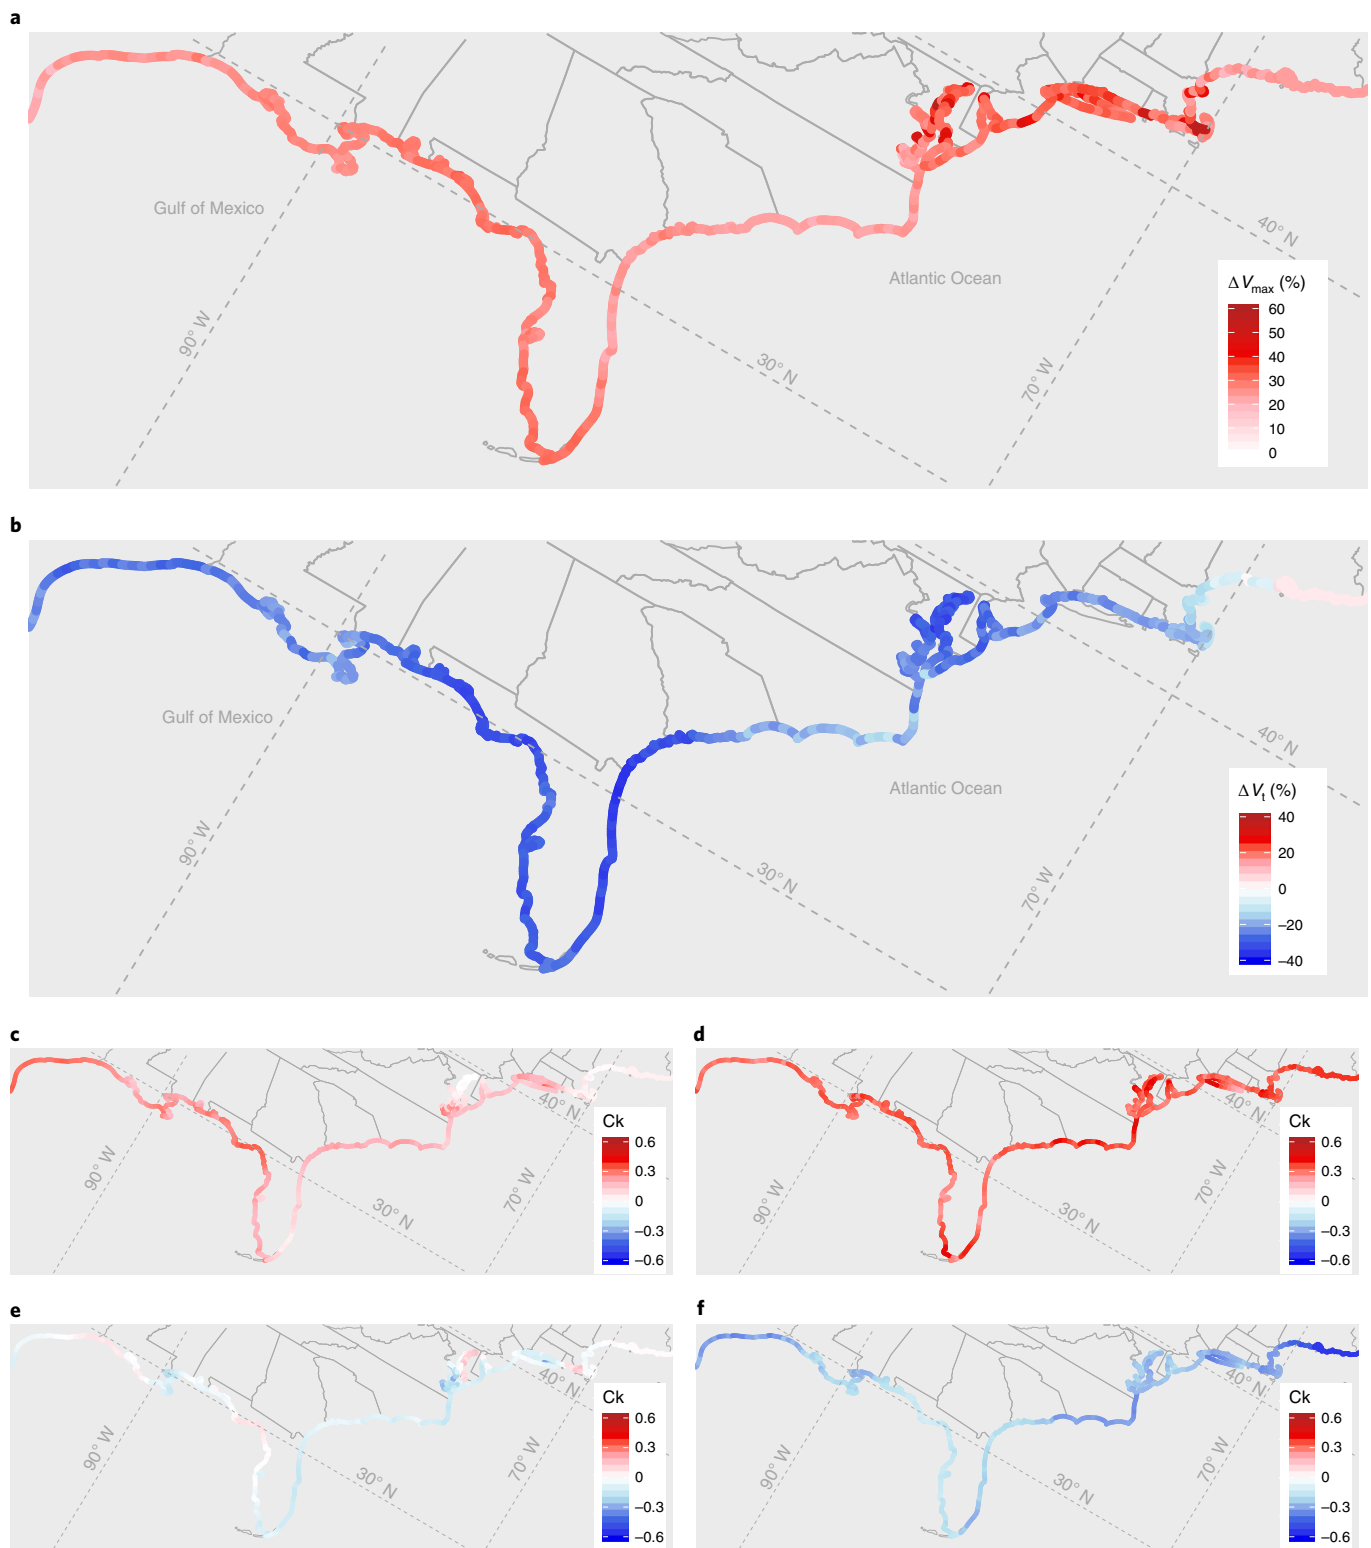 a
Gulf of Mexico
90° W
30° N
Atlantic Ocean
70° W
40° N
ΔVmax (%)
60
50
40
30
20
10
0
b
Gulf of Mexico
90° W
30° N
Atlantic Ocean
70° W
40° N
ΔVt (%)
40
20
0
−20
−40
c
90° W
30° N
70° W
40° N
Ck
0.6
0.3
0
−0.3
−0.6
d
90° W
30° N
70° W
40° N
Ck
0.6
0.3
0
−0.3
−0.6
e
90° W
30° N
70° W
40° N
Ck
0.6
0.3
0
−0.3
−0.6
f
90° W
30° N
70° W
40° N
Ck
0.6
0.3
0
−0.3
−0.6